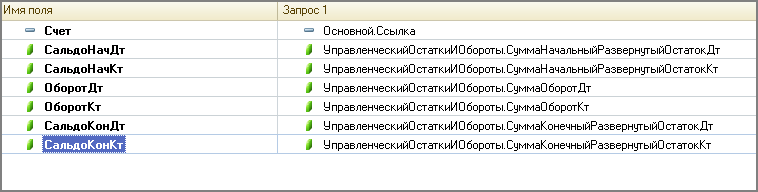 Имя поля Запрос 1
Счет Основной.Ссылка
СальдоНачДт УправленческийОстаткиИОбороты.СуммаНачальныйРазвернутыйОстатокДт
СальдоНачКт УправленческийОстаткиИОбороты.СуммаНачальныйРазвернутыйОстатокКт
ОборотДт УправленческийОстаткиИОбороты.СуммаОборотДт
ОборотКт УправленческийОстаткиИОбороты.СуммаОборотКт
СальдоКонДт УправленческийОстаткиИОбороты.СуммаКонечныйРазвернутыйОстатокДт
СальдоКонКт УправленческийОстаткиИОбороты.СуммаКонечныйРазвернутыйОстатокКт